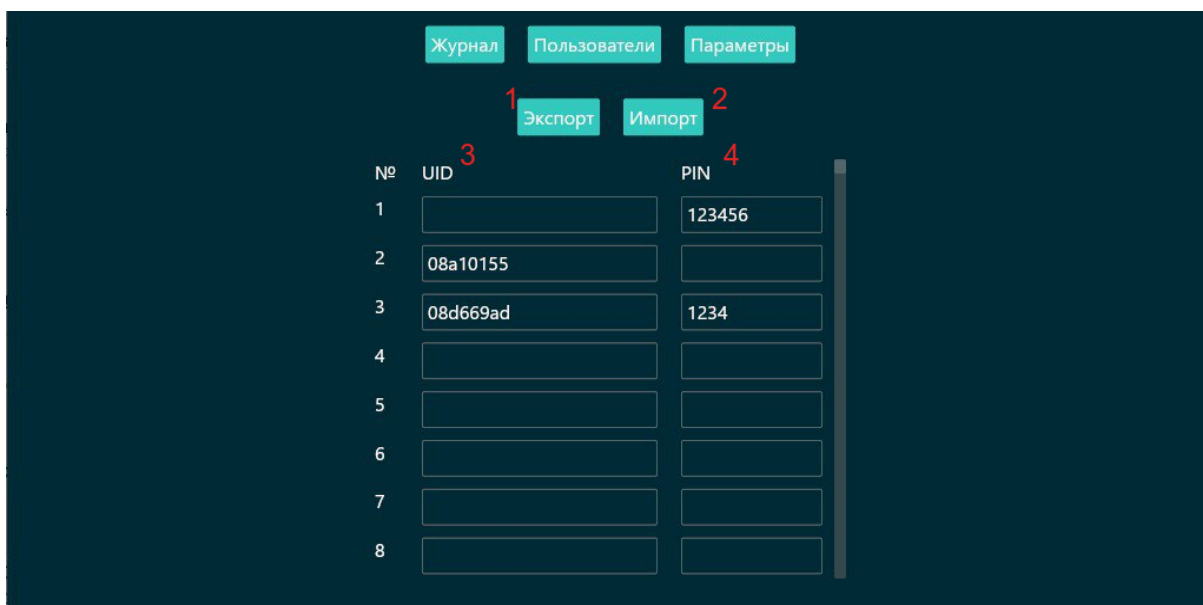 Журнал Пользователи Параметры
1 Экспорт Импорт 2
№ UID 3 PIN 4
1 123456
2 08a10155
3 08d669ad 1234
4
5
6
7
8